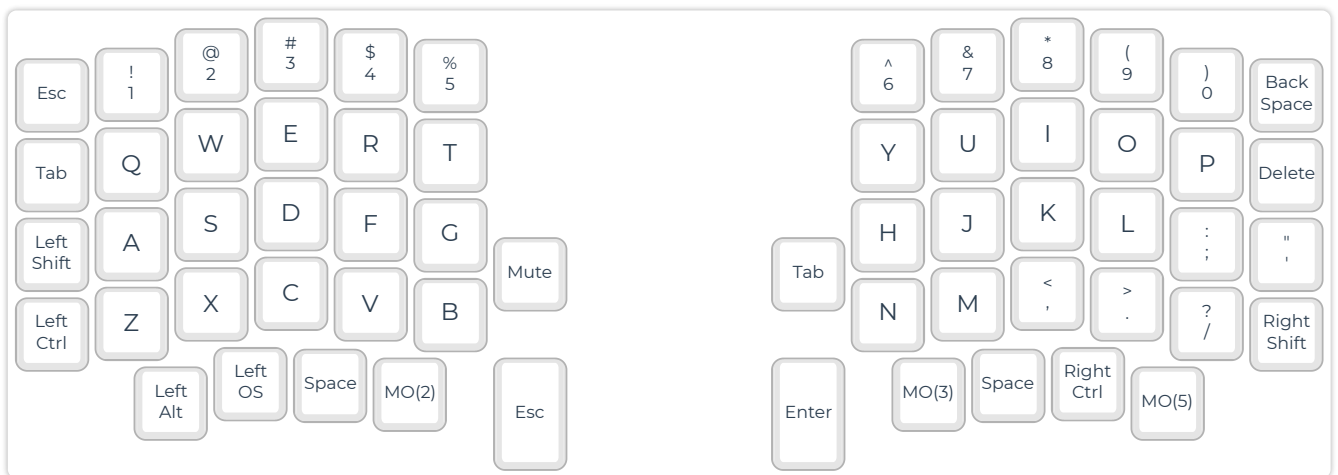 Esc
!
1
@
2
#
3
$
4
%
5
^
6
&
7
*
8
(
9
)
0
Back
Space
Tab
Q
W
E
R
T
Y
U
I
O
P
Delete
Left
Shift
A
S
D
F
G
Mute
Tab
H
J
K
L
:
;
"
'
Left
Ctrl
Z
X
C
V
B
N
M
<
,
>
.
?
/
Right
Shift
Left
Alt
Left
OS
Space
MO(2)
Esc
Enter
MO(3)
Space
Right
Ctrl
MO(5)